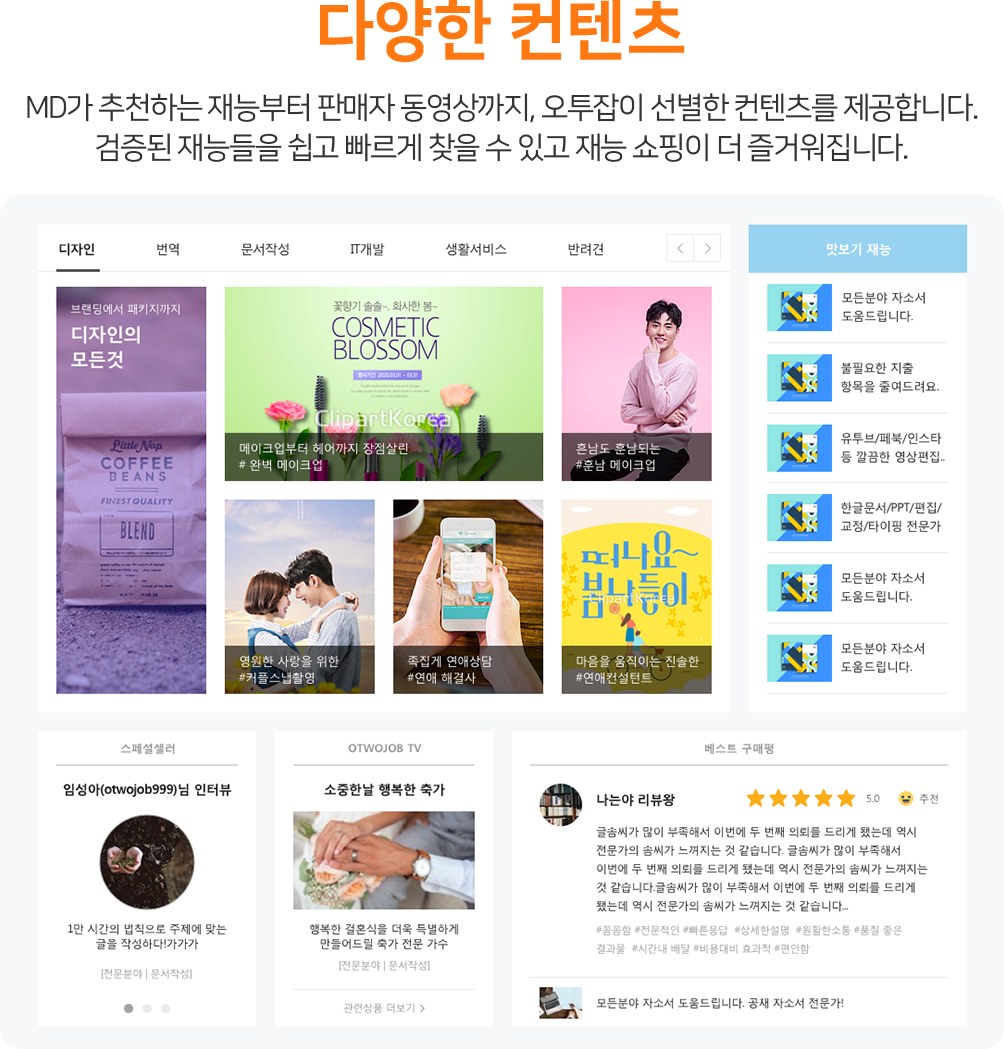 다양한 컨텐츠
MD가 추천하는 재능부터 판매자 동영상까지, 오투잡이 선별한 컨텐츠를 제공합니다.
검증된 재능들을 쉽고 빠르게 찾을 수 있고 재능 쇼핑이 더 즐거워집니다.
디자인 번역 문서작성 IT개발 생활서비스 반려견
브랜딩에서 패키지까지
디자인의
모든것
Little Nap
COFFEE
BEANS
FINEST QUALITY
BLEND
꽃향기 솔솔~. 화사한 봄~
COSMETIC
BLOSSOM
행사기간 2020.03.01 ~ 03.31
ClipartKorea
메이크업부터 헤어까지 장점살린
# 완벽 메이크업
흔남도 훈남되는
#훈남 메이크업
영원한 사랑을 위한
#커플스냅촬영
족집게 연애상담
#연애 해결사
떠나요~
봄나들이
ClipartKorea
마음을 움직이는 진솔한
#연애컨설턴트
맛보기 재능
모든분야 자소서
도움드립니다.
불필요한 지출
항목을 줄여드려요.
유투브/페북/인스타
등 깔끔한 영상편집..
한글문서/PPT/편집/
교정/타이핑 전문가
모든분야 자소서
도움드립니다.
모든분야 자소서
도움드립니다.
스페셜셀러
임성아(otwojob999)님 인터뷰
1만 시간의 법칙으로 주제에 맞는
글을 작성하다!가가가
[전문분야 | 문서작성]
OTWOJOB TV
소중한날 행복한 축가
행복한 결혼식을 더욱 특별하게
만들어드릴 축가 전문 가수
[전문분야 | 문서작성]
관련상품 더보기 >
베스트 구매평
나는야 리뷰왕 5.0 추천
글솜씨가 많이 부족해서 이번에 두 번째 의뢰를 드리게 됐는데 역시
전문가의 솜씨가 느껴지는 것 같습니다. 글솜씨가 많이 부족해서
이번에 두 번째 의뢰를 드리게 됐는데 역시 전문가의 솜씨가 느껴지는
것 같습니다.글솜씨가 많이 부족해서 이번에 두 번째 의뢰를 드리게
됐는데 역시 전문가의 솜씨가 느껴지는 것 같습니다...
#꼼꼼함 #전문적인 #빠른응답 #상세한설명 #원활한소통 #품질 좋은
결과물 #시간내 배달 #비용대비 효과적 #편안함
모든분야 자소서 도움드립니다. 공채 자소서 전문가!